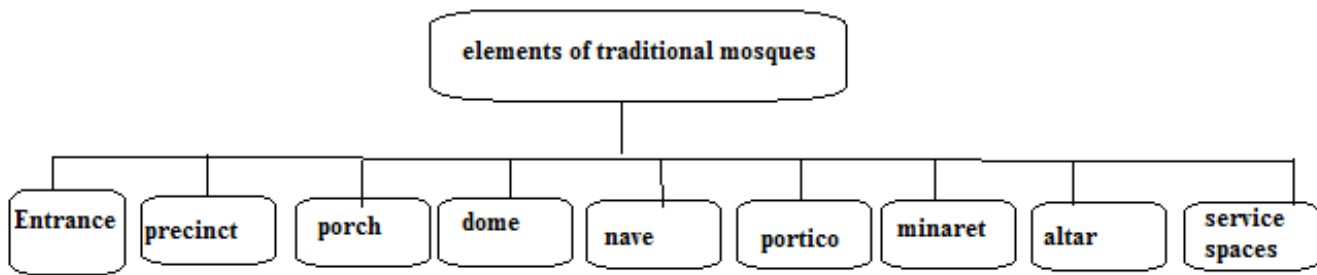 elements of traditional mosques
Entrance
precinct
porch
dome
nave
portico
minaret
altar
service
spaces